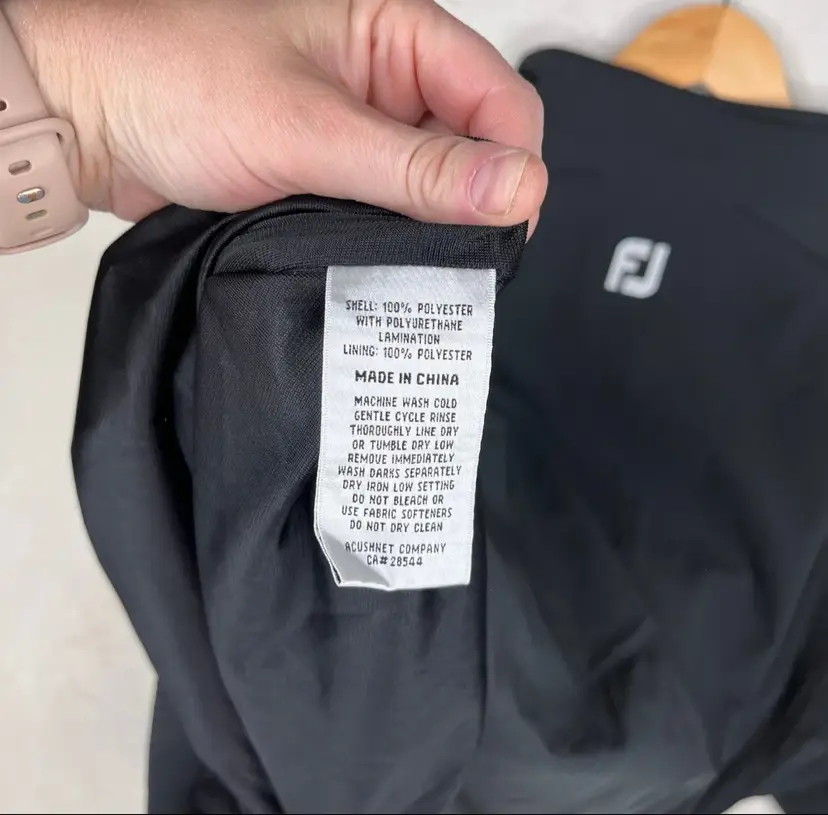 FJ
SHELL: 100% POLYESTER
WITH POLYURETHANE
LAMINATION
LINING: 100% POLYESTER
MADE IN CHINA
MACHINE WASH COLD
GENTLE CYCLE RINSE
THOROUGHLY LINE DRY
OR TUMBLE DRY LOW
REMOVE IMMEDIATELY
WASH DARKS SEPARATELY
DRY IRON LOW SETTING
DO NOT BLEACH OR
USE FABRIC SOFTENERS
DO NOT DRY CLEAN
ACUSHNET COMPANY
CA# 28544